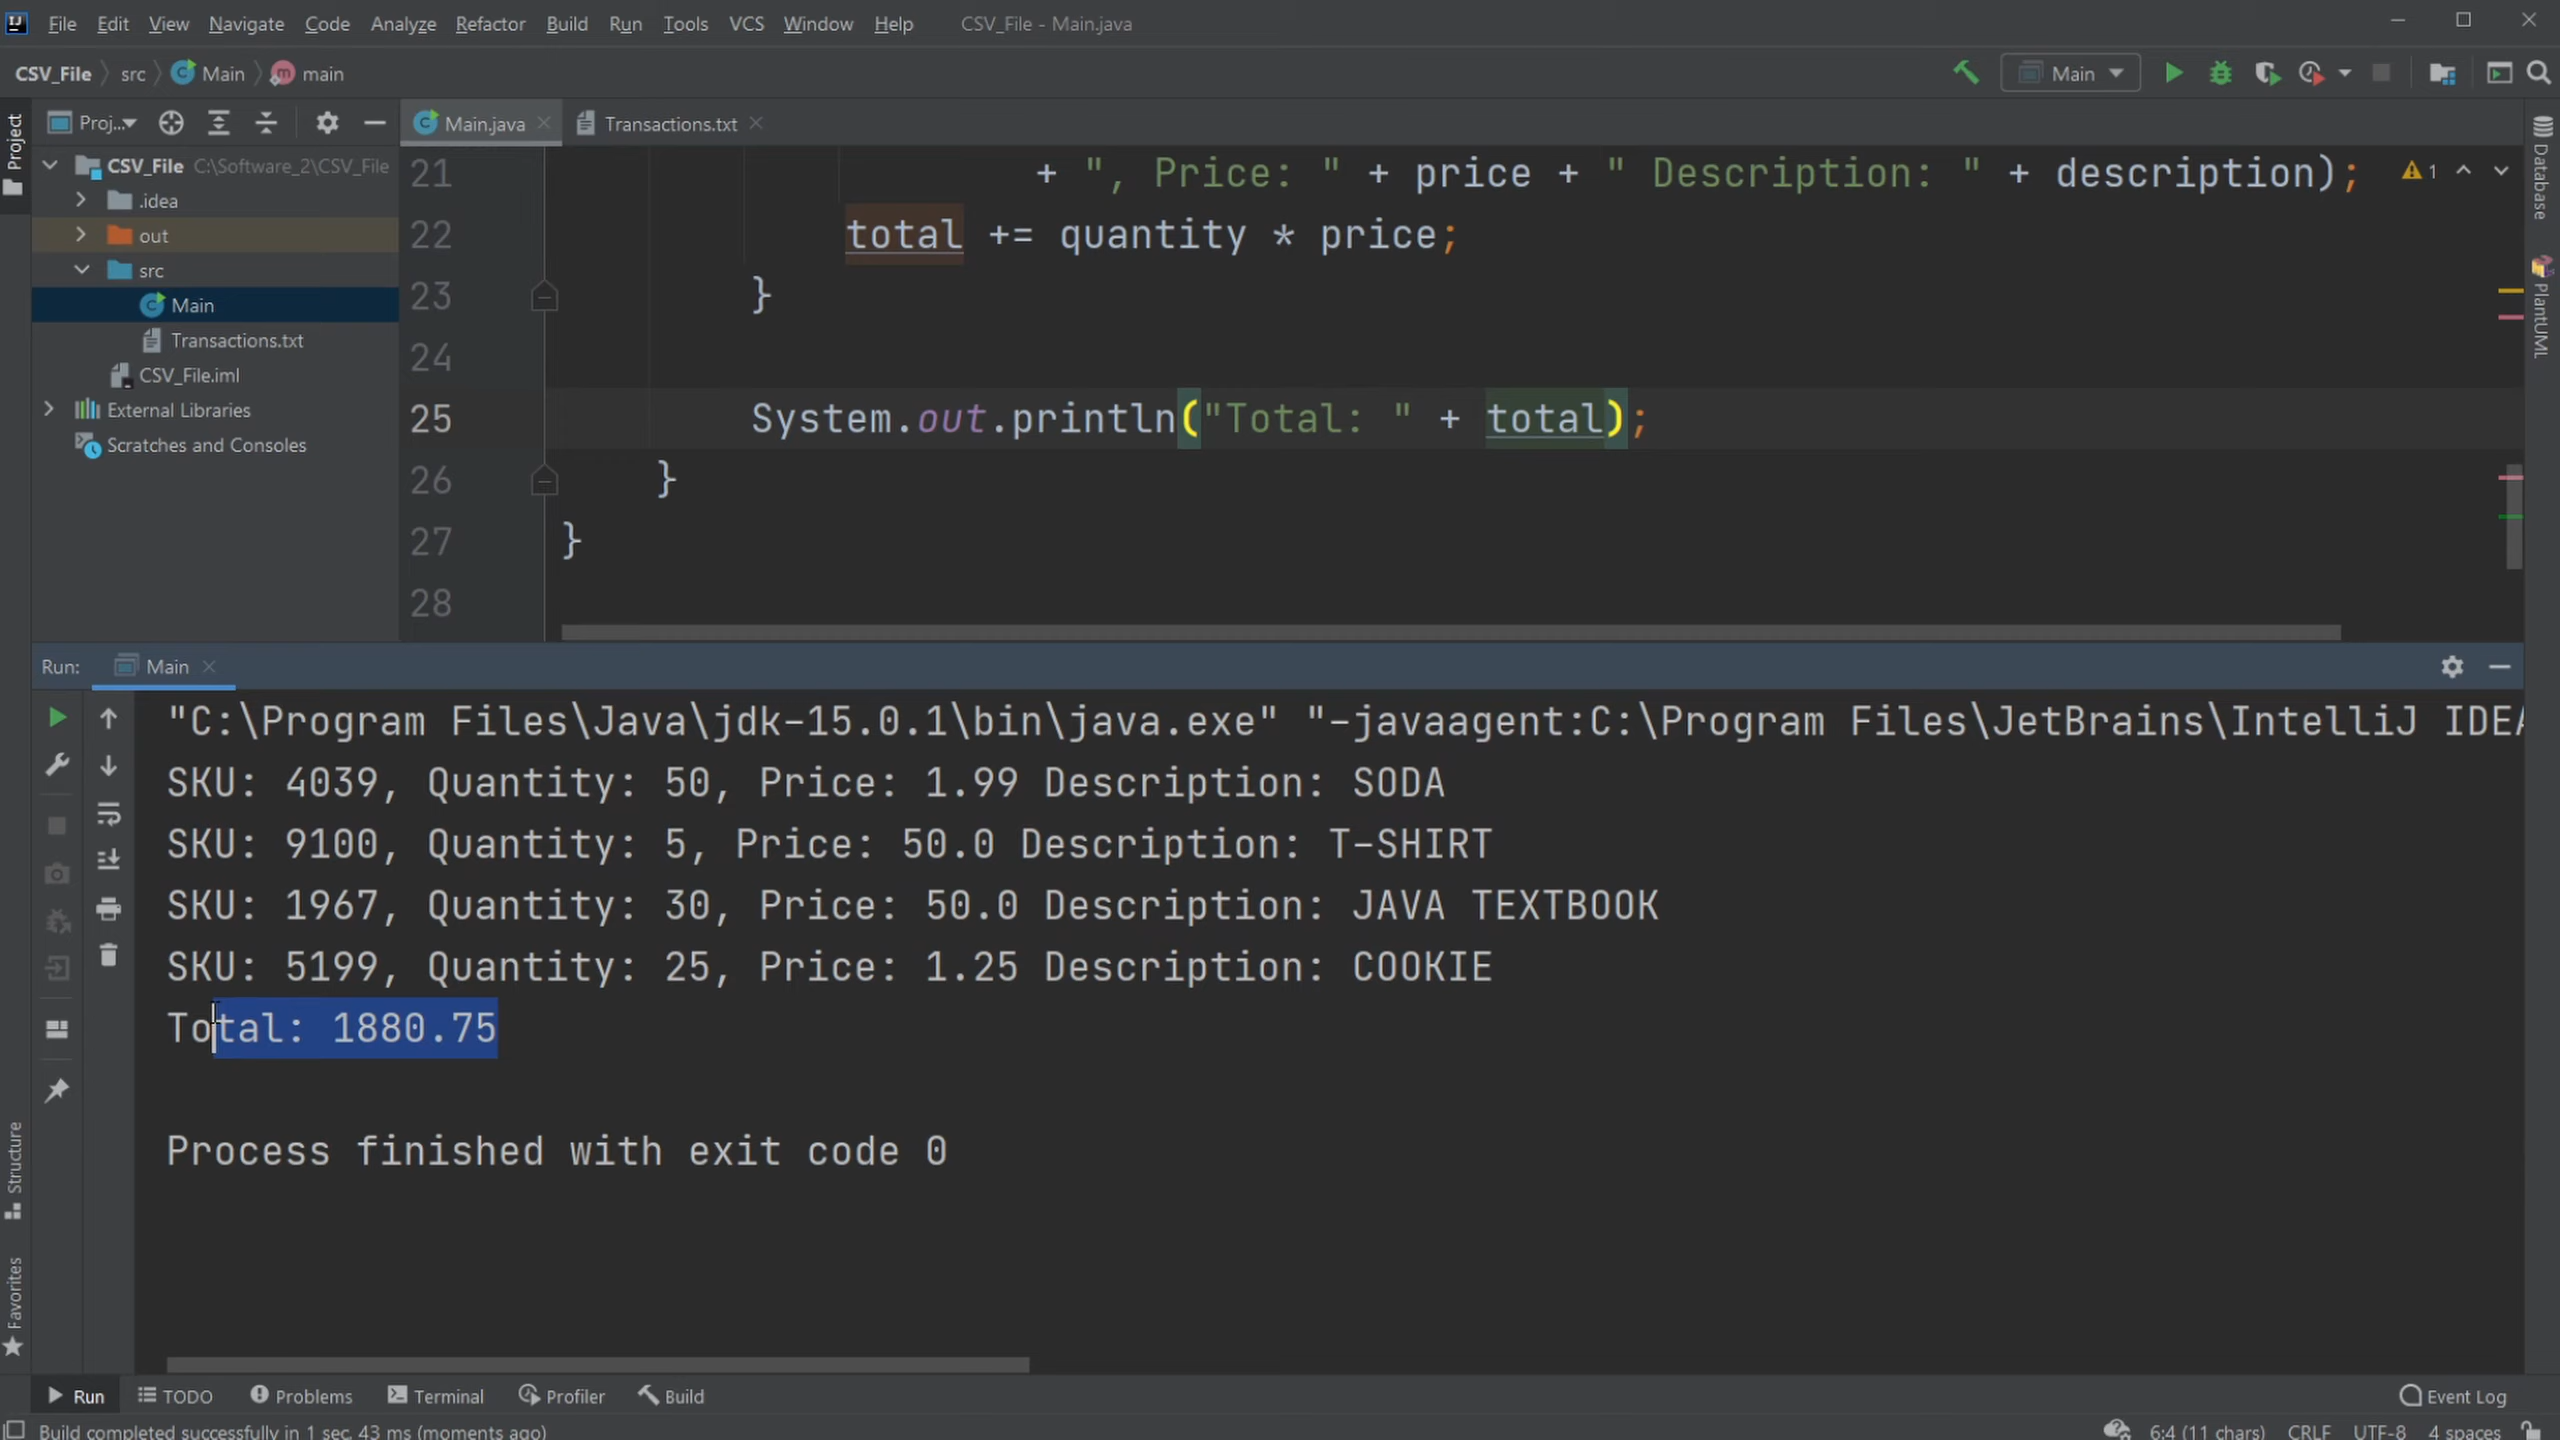 File Edit View Navigate Code Analyze Refactor Build Run Tools VCS Window Help CSV_File - Main.java
CSV_File src Main main Main
Project
Proj... Main.java Transactions.txt
CSV_File C:\Software_2\CSV_File
.idea
out
src
Main
Transactions.txt
CSV_File.iml
External Libraries
Scratches and Consoles
21 + ", Price: " + price + " Description: " + description); 1
22 total += quantity * price;
23 }
24
25 System.out.println("Total: " + total);
26 }
27 }
28
Database
PlantUML
Run: Main
"C:\Program Files\Java\jdk-15.0.1\bin\java.exe" "-javaagent:C:\Program Files\JetBrains\IntelliJ IDEA
SKU: 4039, Quantity: 50, Price: 1.99 Description: SODA
SKU: 9100, Quantity: 5, Price: 50.0 Description: T-SHIRT
SKU: 1967, Quantity: 30, Price: 50.0 Description: JAVA TEXTBOOK
SKU: 5199, Quantity: 25, Price: 1.25 Description: COOKIE
Total: 1880.75
Process finished with exit code 0
Structure
Favorites
Run TODO Problems Terminal Profiler Build Event Log
Build completed successfully in 1 sec, 43 ms (moments ago) 6:4 (11 chars) CRLF UTF-8 4 spaces